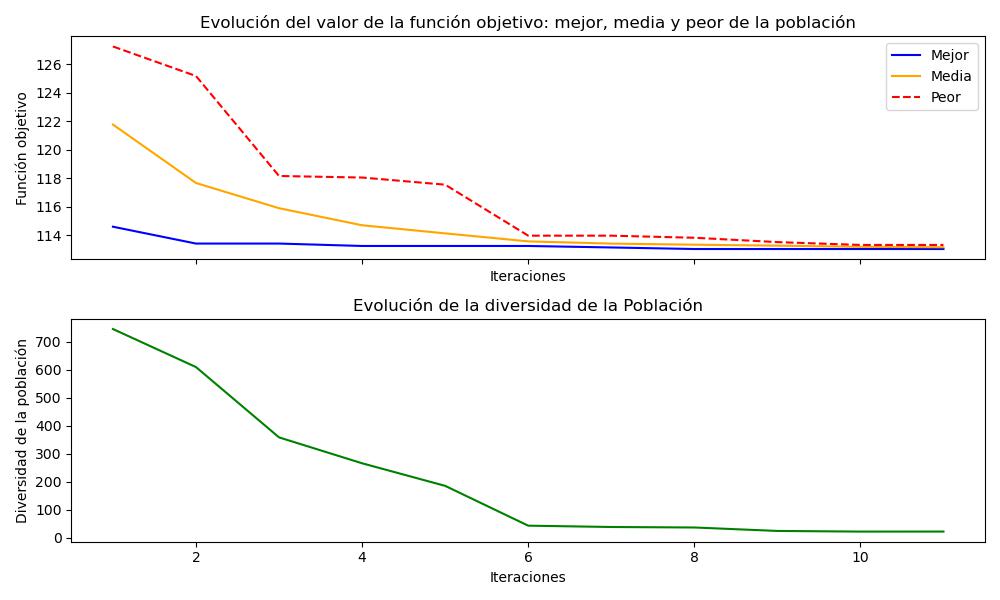 Evolución del valor de la función objetivo: mejor, media y peor de la población
Función objetivo
126
124
122
120
118
116
114
Mejor
Media
Peor
Iteraciones
Evolución de la diversidad de la Población
Diversidad de la población
700
600
500
400
300
200
100
0
2 4 6 8 10
Iteraciones